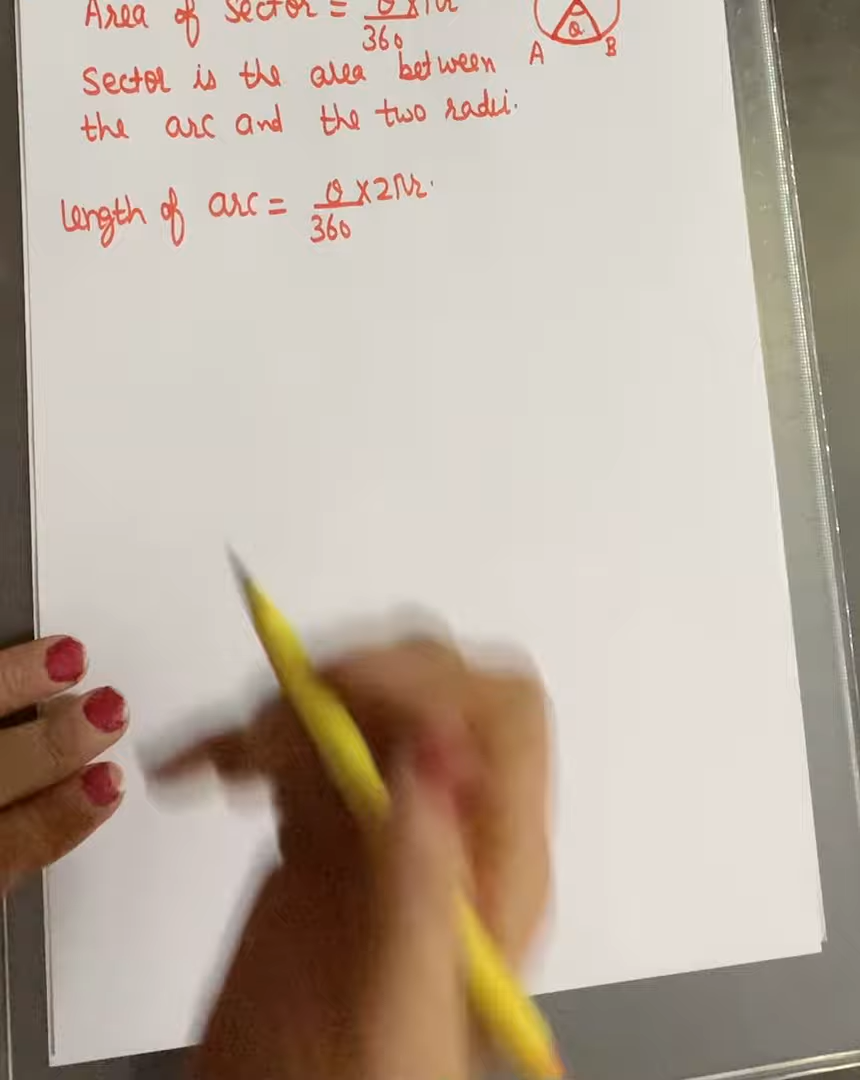 Area of Sector = θ/360 × πr²
Sector is the area between
the arc and the two radii.
A B
θ
Length of arc = θ/360 × 2πr.